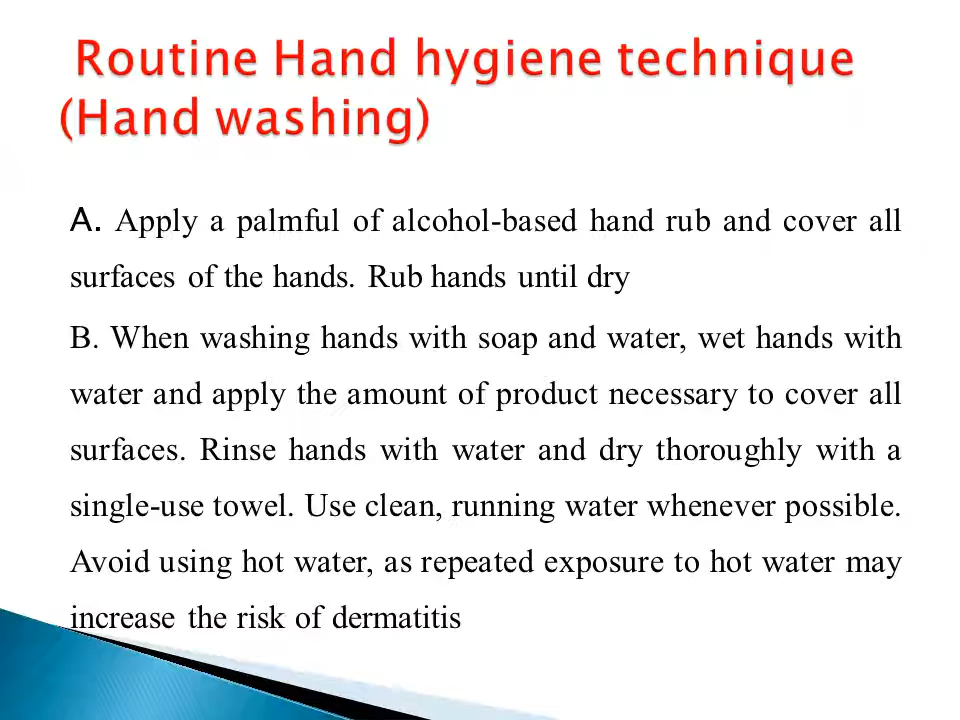 Routine Hand hygiene technique
(Hand washing)
A. Apply a palmful of alcohol-based hand rub and cover all
surfaces of the hands. Rub hands until dry
B. When washing hands with soap and water, wet hands with
water and apply the amount of product necessary to cover all
surfaces. Rinse hands with water and dry thoroughly with a
single-use towel. Use clean, running water whenever possible.
Avoid using hot water, as repeated exposure to hot water may
increase the risk of dermatitis